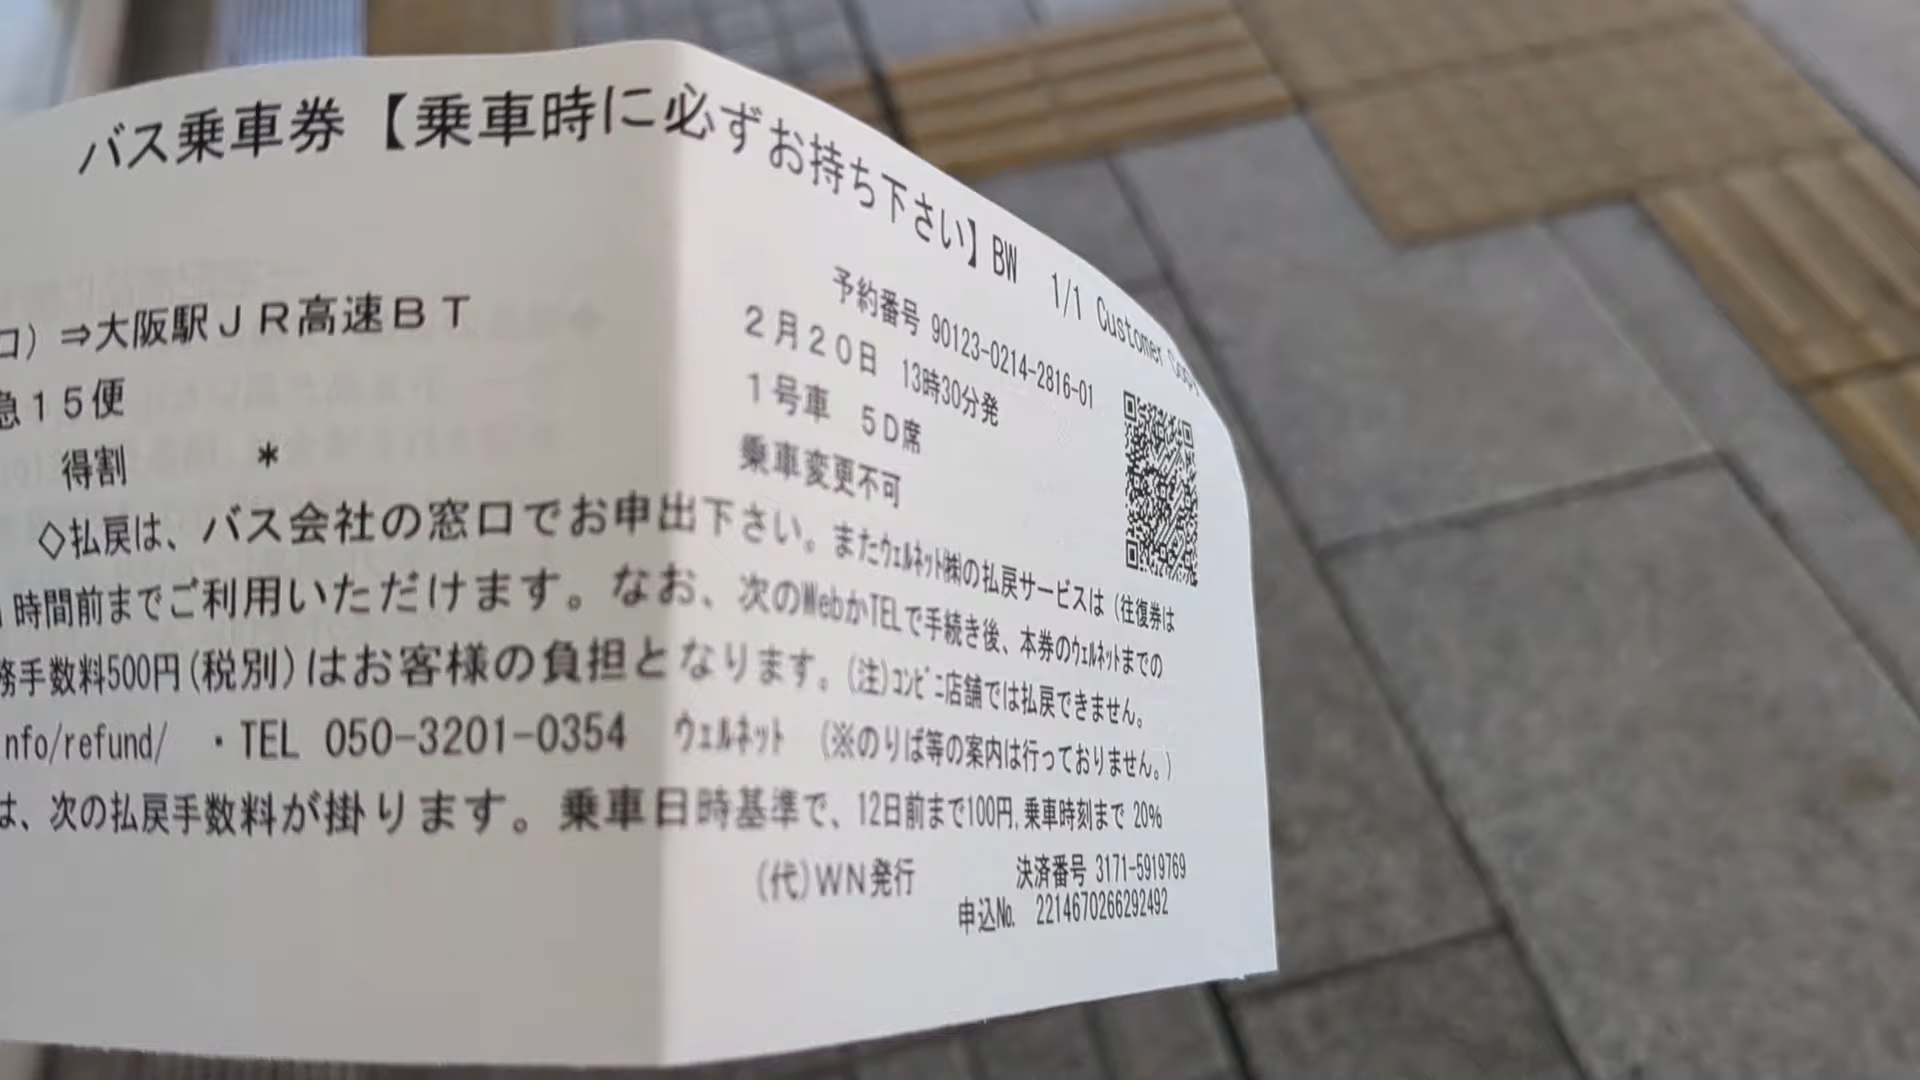 バス乗車券【乗車時に必ずお持ち下さい】BW 1/1 Customer Copy
予約番号 90123-0214-2816-01
口)⇒大阪駅JR高速BT 2月20日 13時30分発
急15便 1号車 5D席
得割 * 乗車変更不可
◇払戻は、バス会社の窓口でお申出下さい。またウェルネット㈱の払戻サービスは(往復券は
1時間前までご利用いただけます。なお、次のWebかTELで手続き後、本券のウェルネットまでの
務手数料500円(税別)はお客様の負担となります。(注)コンビニ店舗では払戻できません。
nfo/refund/ ・TEL 050-3201-0354 ウェルネット (※のりば等の案内は行っておりません。)
は、次の払戻手数料が掛ります。乗車日時基準で、12日前まで100円,乗車時刻まで 20%
(代)WN発行 決済番号 3171-5919769
申込No. 2214670266292492